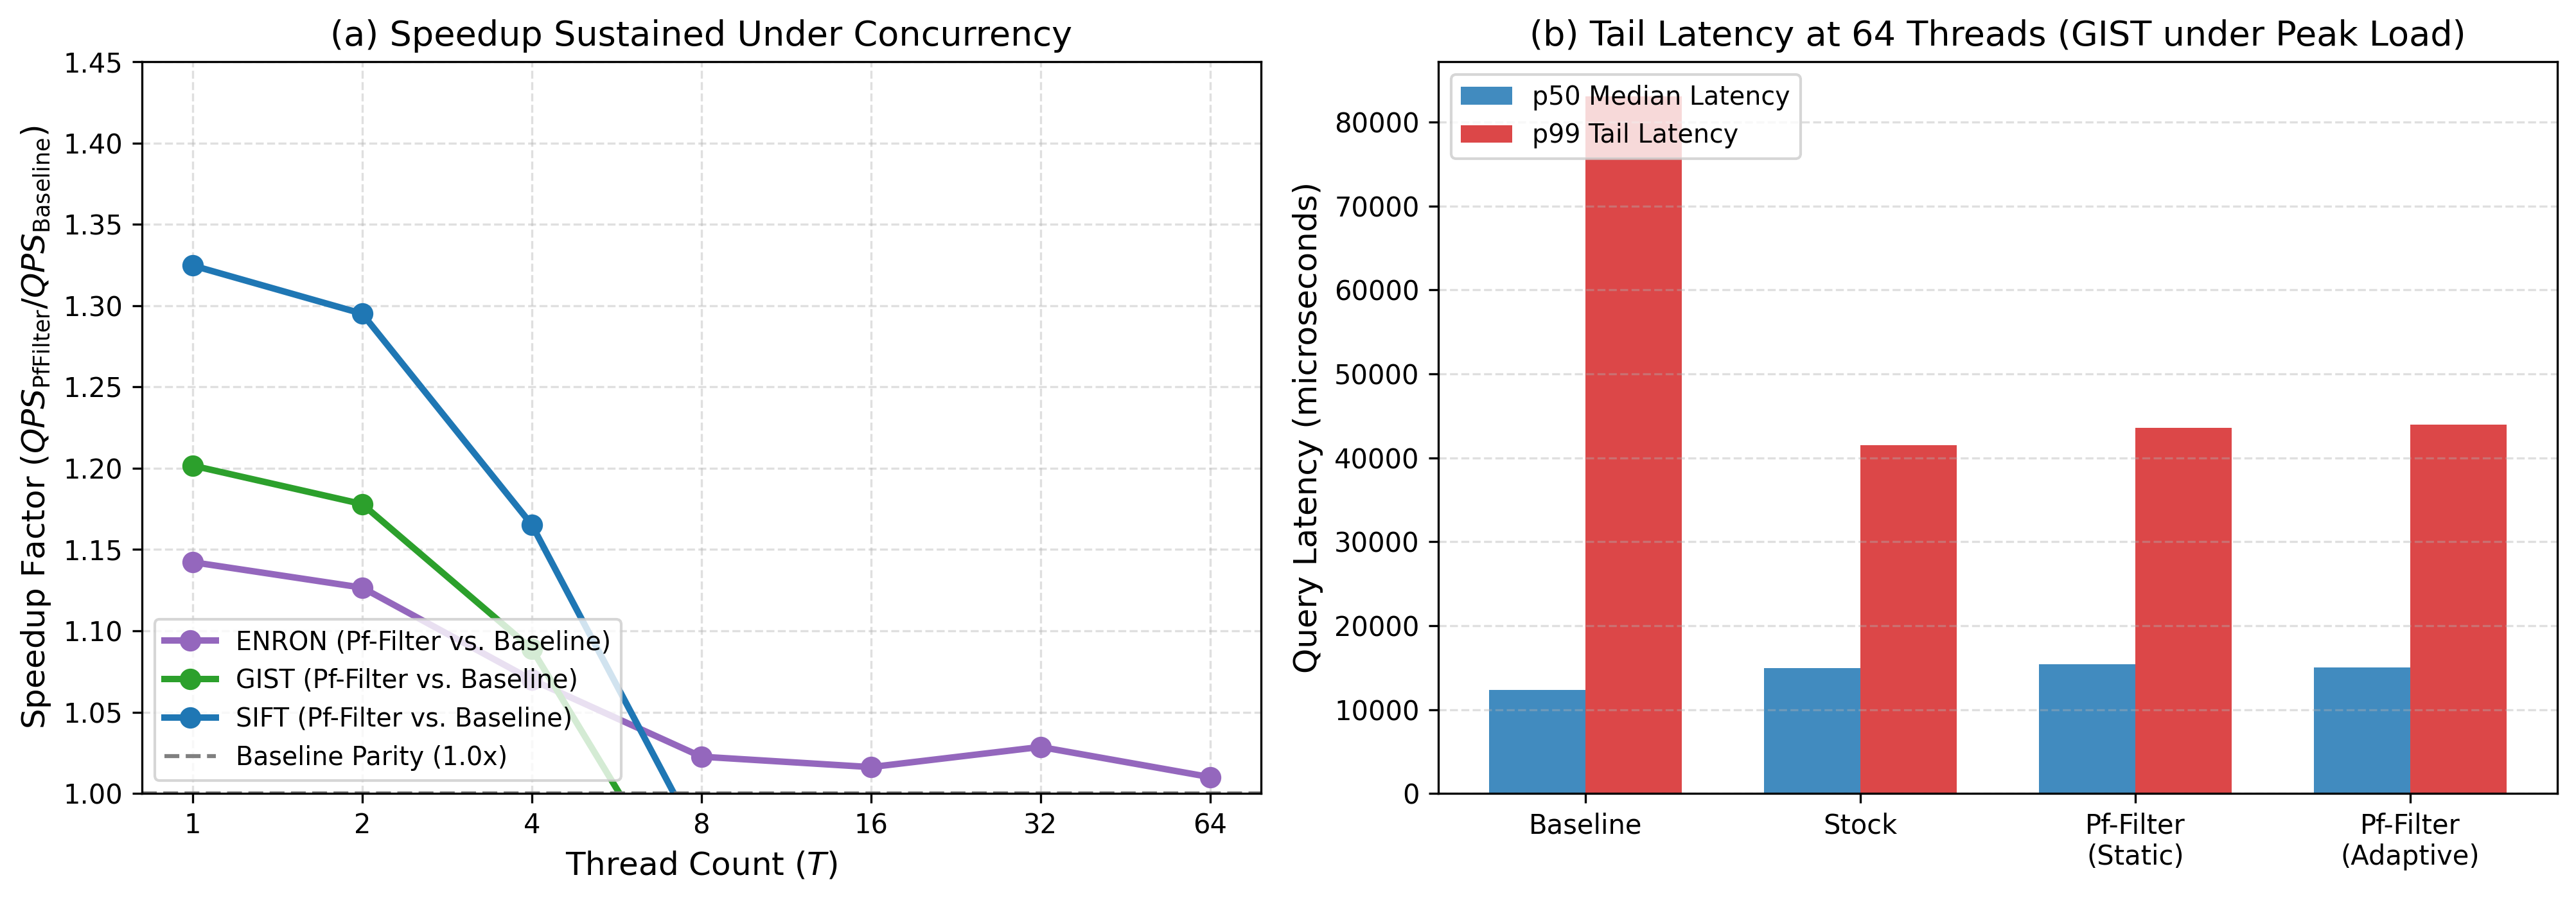 (a) Speedup Sustained Under Concurrency
Speedup Factor (QPS_PfFilter/QPS_Baseline)
1.45
1.40
1.35
1.30
1.25
1.20
1.15
1.10
1.05
1.00
ENRON (Pf-Filter vs. Baseline)
GIST (Pf-Filter vs. Baseline)
SIFT (Pf-Filter vs. Baseline)
Baseline Parity (1.0x)
1 2 4 8 16 32 64
Thread Count (T)
(b) Tail Latency at 64 Threads (GIST under Peak Load)
Query Latency (microseconds)
p50 Median Latency
p99 Tail Latency
80000
70000
60000
50000
40000
30000
20000
10000
0
Baseline Stock Pf-Filter Pf-Filter
(Static) (Adaptive)